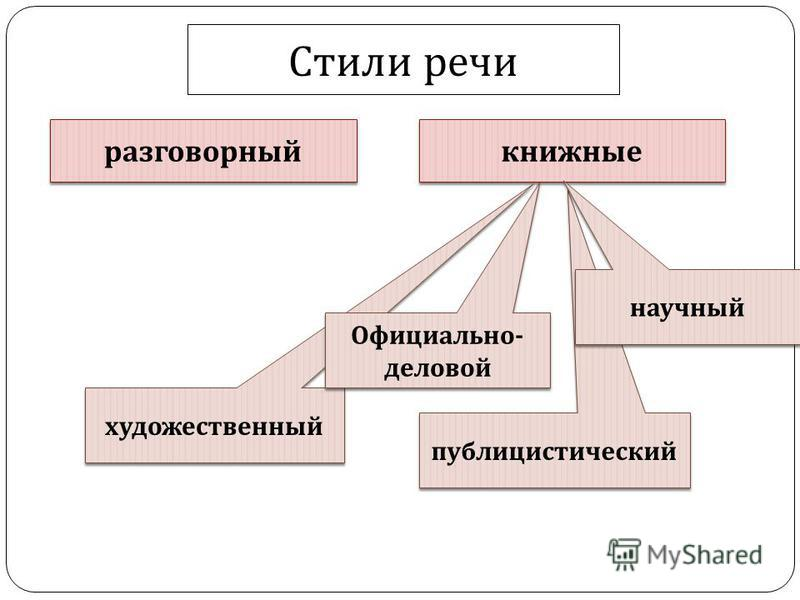 Стили речи
разговорный
книжные
научный
Официально-
деловой
художественный
публицистический
MyShared